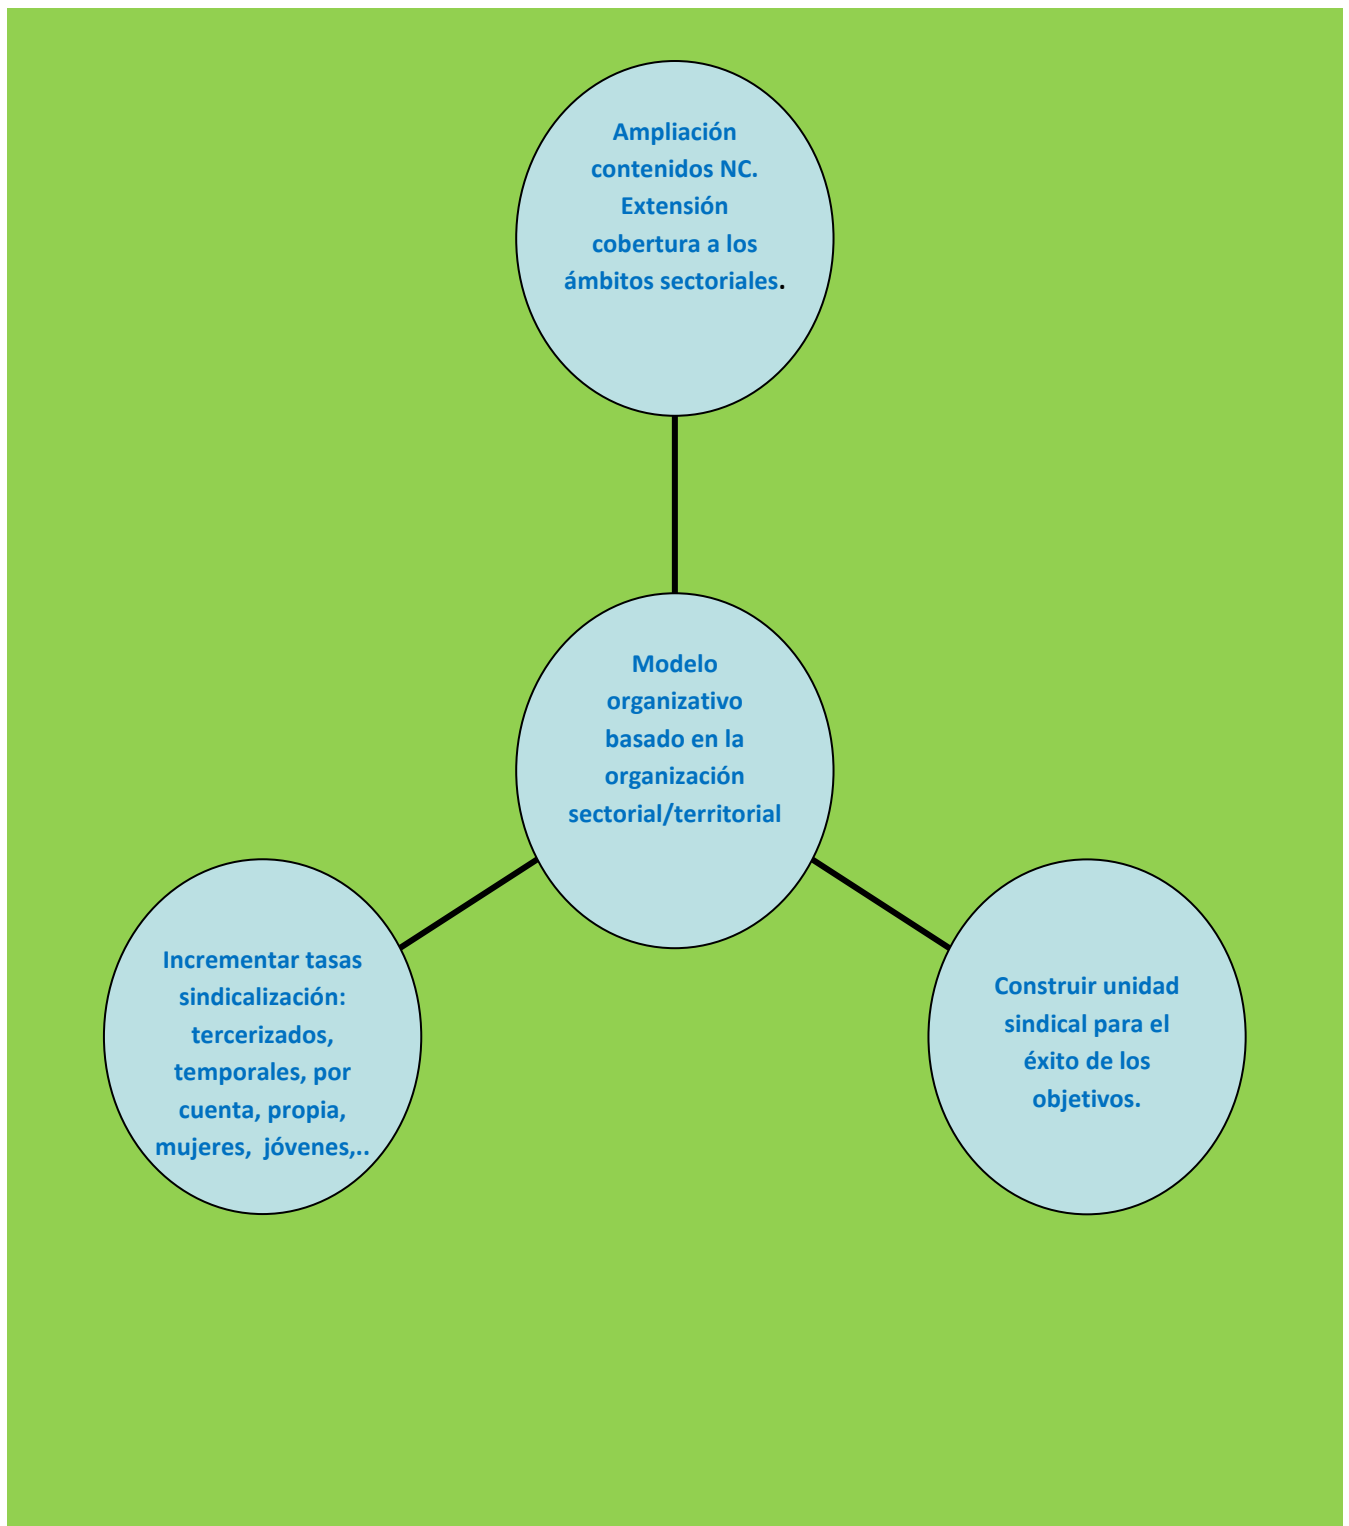 Ampliación
contenidos NC.
Extensión
cobertura a los
ámbitos sectoriales.
Modelo
organizativo
basado en la
organización
sectorial/territorial
Incrementar tasas
sindicalización:
tercerizados,
temporales, por
cuenta, propia,
mujeres,  jóvenes,..
Construir unidad
sindical para el
éxito de los
objetivos.